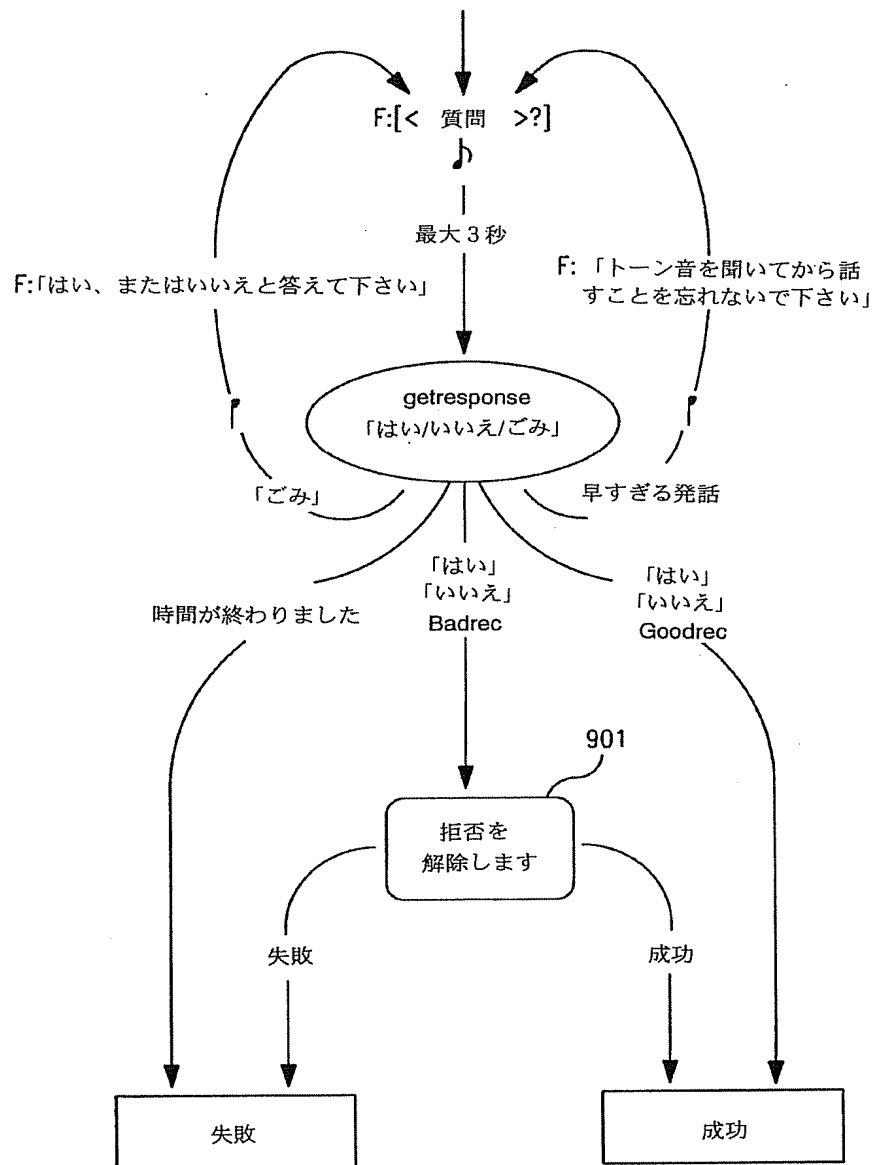 F:[< 質問 >?]
最大3秒
F:「はい、またはいいえと答えて下さい」
F: 「トーン音を聞いてから話
すことを忘れないで下さい」
getresponse
「はい/いいえ/ごみ」
「ごみ」
早すぎる発話
時間が終わりました
「はい」
「いいえ」
Badrec
「はい」
「いいえ」
Goodrec
901
拒否を
解除します
失敗
成功
失敗
成功